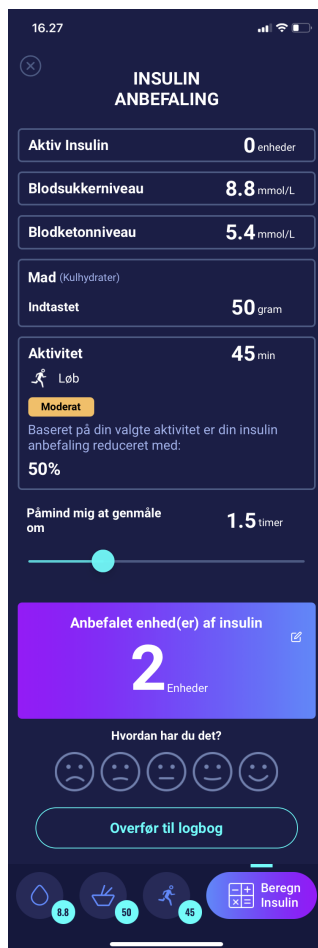 16.27
INSULIN
ANBEFALING
Aktiv Insulin 0 enheder
Blodsukkerniveau 8.8 mmol/L
Blodketonniveau 5.4 mmol/L
Mad (Kulhydrater)
Indtastet 50 gram
Aktivitet 45 min
Løb
Moderat
Baseret på din valgte aktivitet er din insulin
anbefaling reduceret med:
50%
Påmind mig at genmåle
om 1.5 timer
Anbefalet enhed(er) af insulin
2 Enheder
Hvordan har du det?
Overfør til logbog
8.8 50 45 Beregn
Insulin